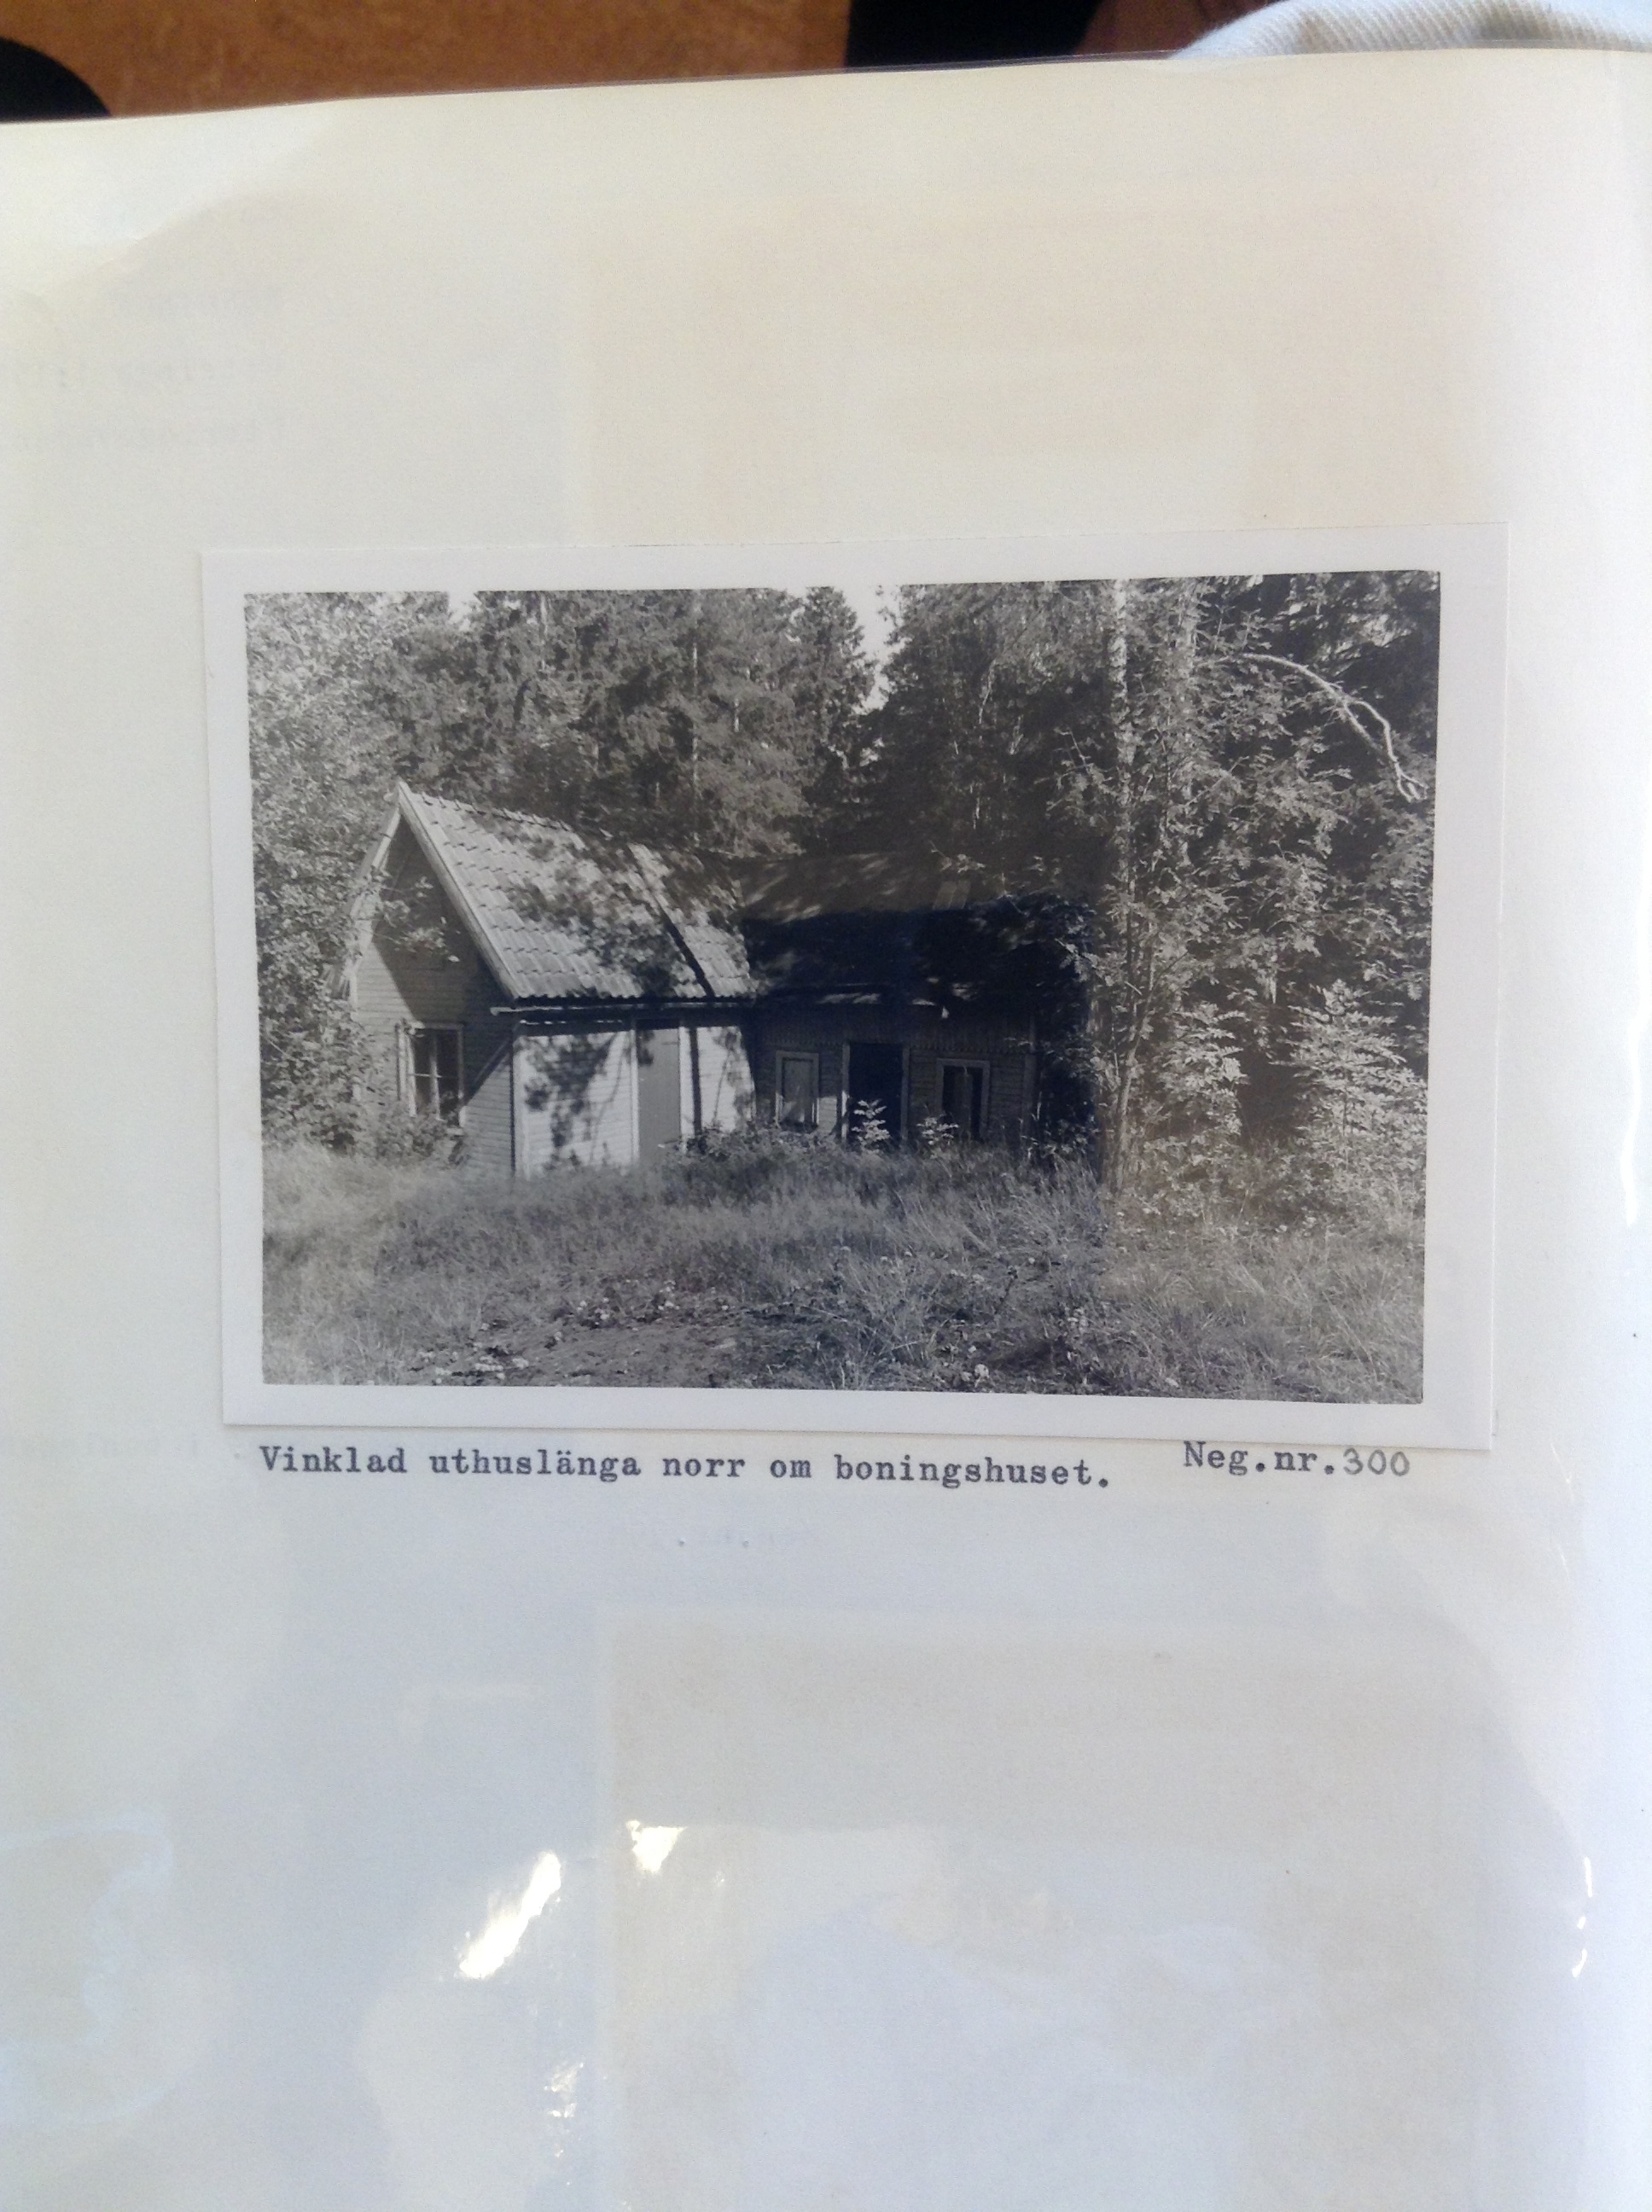 Vinklad uthuslänga norr om boningshuset. Neg.nr.300